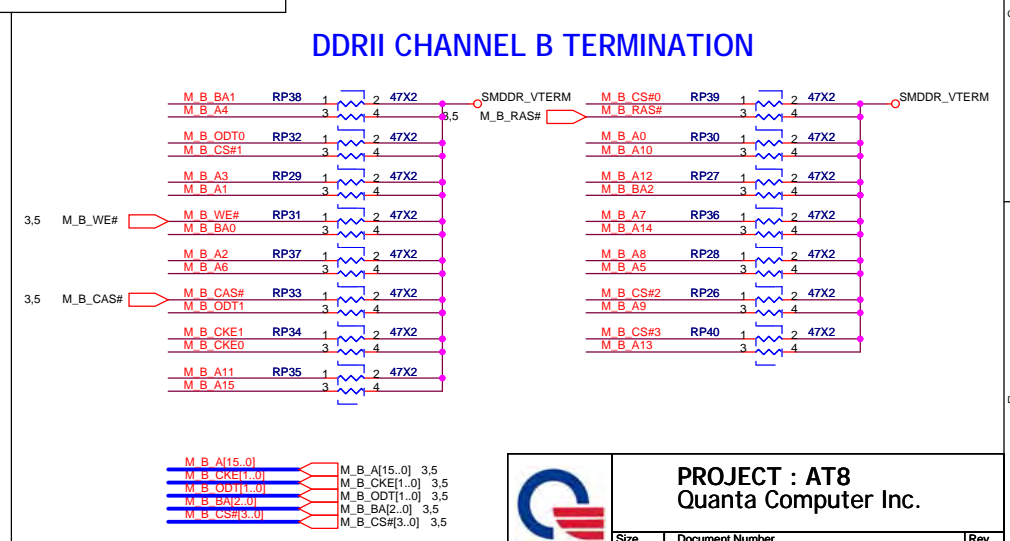 DDRII CHANNEL B TERMINATION
M_B_BA1 RP38 1 2 47X2 SMDDR_VTERM
M_B_A4 3 4
M_B_ODT0 RP32 1 2 47X2
M_B_CS#1 3 4
M_B_A3 RP29 1 2 47X2
M_B_A1 3 4
3,5 M_B_WE# M_B_WE# RP31 1 2 47X2
M_B_BA0 3 4
M_B_A2 RP37 1 2 47X2
M_B_A6 3 4
3,5 M_B_CAS# M_B_CAS# RP33 1 2 47X2
M_B_ODT1 3 4
M_B_CKE1 RP34 1 2 47X2
M_B_CKE0 3 4
M_B_A11 RP35 1 2 47X2
M_B_A15 3 4
M_B_CS#0 RP39 1 2 47X2 SMDDR_VTERM
3,5 M_B_RAS# M_B_RAS# 3 4
M_B_A0 RP30 1 2 47X2
M_B_A10 3 4
M_B_A12 RP27 1 2 47X2
M_B_BA2 3 4
M_B_A7 RP36 1 2 47X2
M_B_A14 3 4
M_B_A8 RP28 1 2 47X2
M_B_A5 3 4
M_B_CS#2 RP26 1 2 47X2
M_B_A9 3 4
M_B_CS#3 RP40 1 2 47X2
M_B_A13 3 4
M_B_A[15..0] M_B_A[15..0] 3,5
M_B_CKE[1..0] M_B_CKE[1..0] 3,5
M_B_ODT[1..0] M_B_ODT[1..0] 3,5
M_B_BA[2..0] M_B_BA[2..0] 3,5
M_B_CS#[3..0] M_B_CS#[3..0] 3,5
PROJECT : AT8
Quanta Computer Inc.
Size Document Number Rev